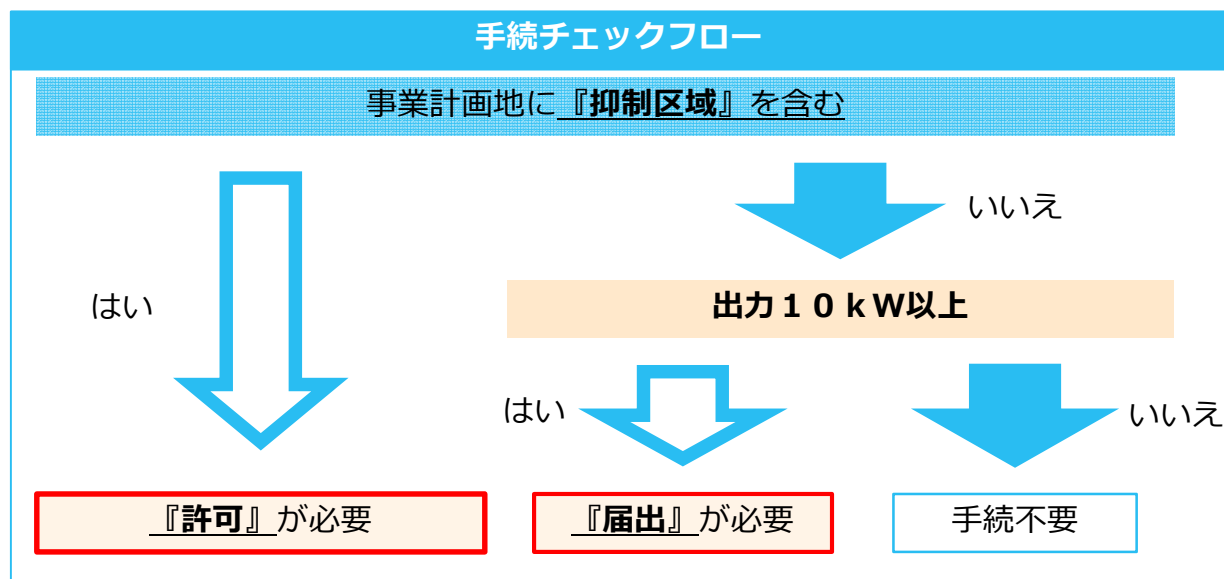 手続チェックフロー
事業計画地に『抑制区域』を含む
いいえ
はい
出力１０ｋW以上
はい
いいえ
『許可』が必要
『届出』が必要
手続不要